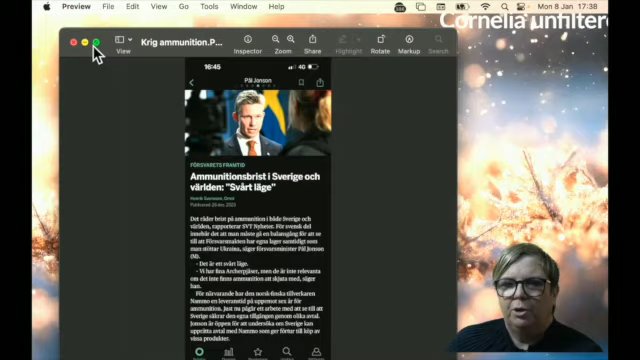 Preview File Edit View Go Tools Window Help
Mon 8 Jan 17:38
Cornelia unfiltere
Krig ammunition.P...
View Inspector Zoom Share Highlight Rotate Markup Search
16:45
4G
Pål Jonson
FÖRSVARETS FRAMTID
Ammunitionsbrist i Sverige och
världen: "Svårt läge"
Publicerad 28 dec. 2023
Det råder brist på ammunition i både Sverige och
världen, rapporterar SVT Nyheter. För svensk del
innebär det att man måste gå en balansgång för att se
till att Försvarsmakten har egna lager samtidigt som
man stöttar Ukraina, säger försvarsminister Pål Jonson
(M).
– Det är ett svårt läge.
– Vi har fina Archerpjäser, men de är inte relevanta
om det inte finns ammunition att skjuta med, säger
han.
För närvarande har den norsk-finska tillverkaren
Nammo en leveranstid på uppemot sex år för
ammunition. Just nu pågår ett arbete med att se till att
Sverige säkrar den egna tillgången genom olika avtal.
Jonson är öppen för att undersöka om Sverige kan
upprätta avtal med Nammo som ger förtur till köp av
vissa produkter.